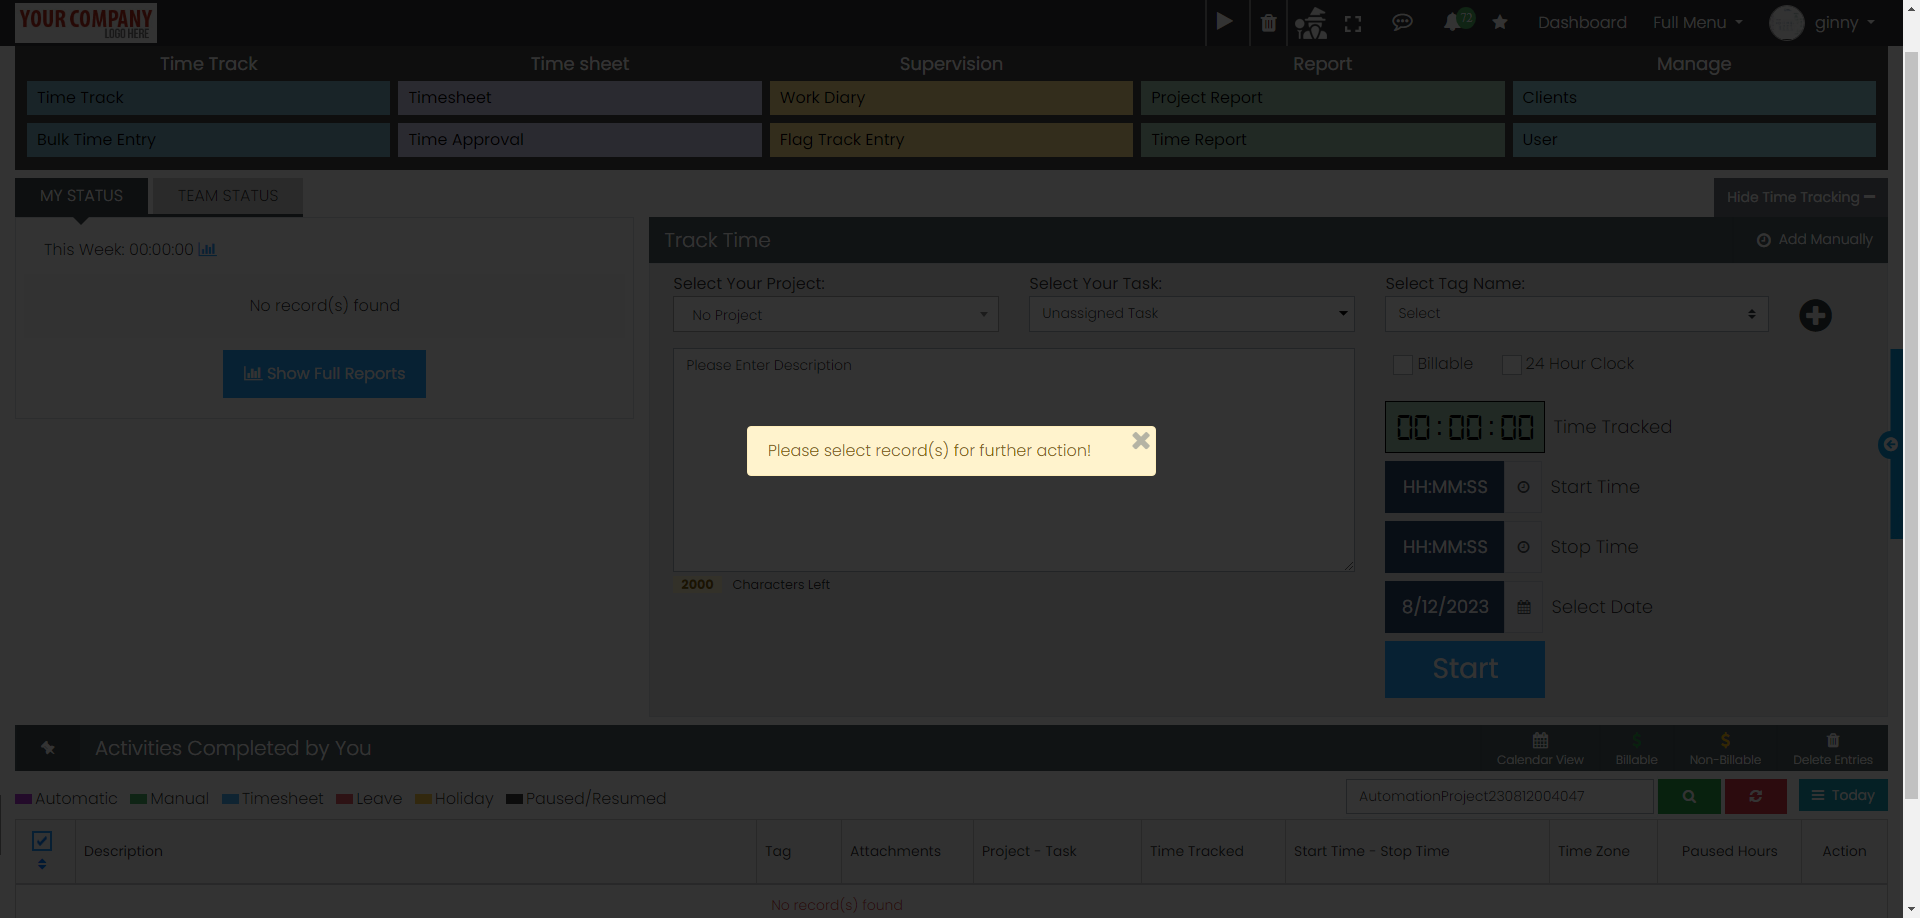 YOUR COMPANY
LOGO HERE
72
Dashboard
Full Menu
ginny
Time Track
Time sheet
Supervision
Report
Manage
Time Track
Timesheet
Work Diary
Project Report
Clients
Bulk Time Entry
Time Approval
Flag Track Entry
Time Report
User
MY STATUS
TEAM STATUS
Hide Time Tracking
This Week: 00:00:00
No record(s) found
Show Full Reports
Track Time
Add Manually
Select Your Project:
Select Your Task:
Select Tag Name:
No Project
Unassigned Task
Select
Please Enter Description
Billable
24 Hour Clock
00:00:00
Time Tracked
Please select record(s) for further action!
HH:MM:SS
Start Time
HH:MM:SS
Stop Time
2000
Characters Left
8/12/2023
Select Date
Start
Activities Completed by You
Calendar View
Billable
Non-Billable
Delete Entries
Automatic
Manual
Timesheet
Leave
Holiday
Paused/Resumed
AutomationProject230812004047
Today
Description
Tag
Attachments
Project - Task
Time Tracked
Start Time - Stop Time
Time Zone
Paused Hours
Action
No record(s) found